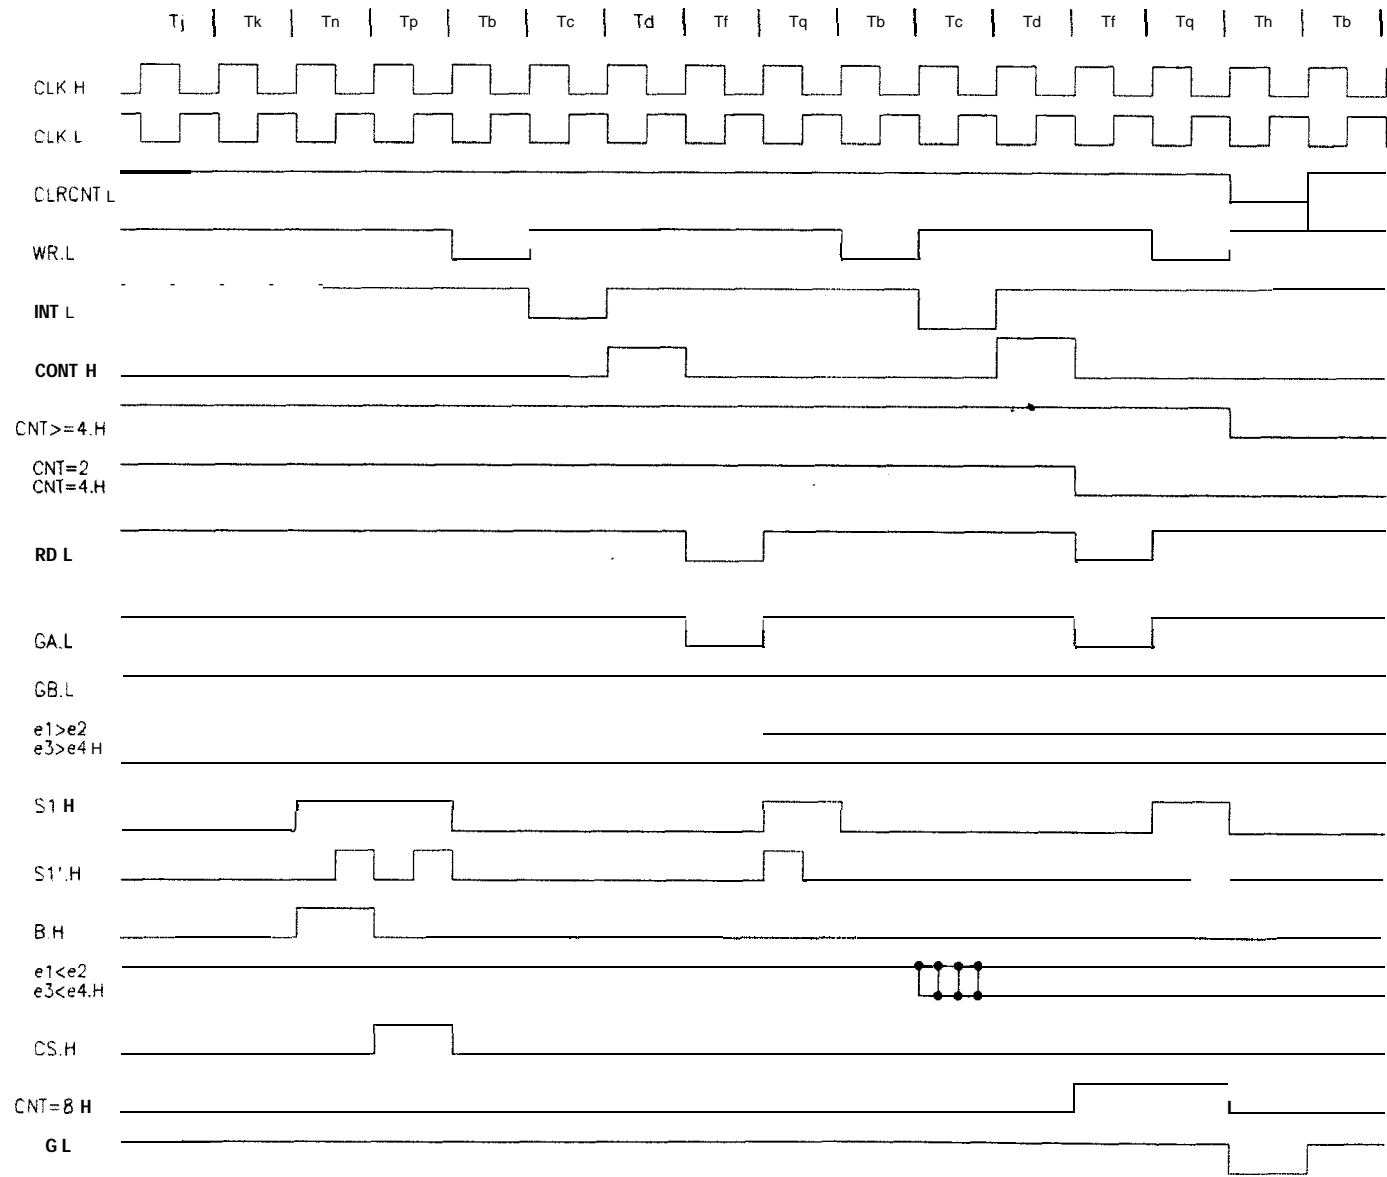 Tj Tk Tn Tp Tb Tc Td Tf Tq Tb Tc Td Tf Tq Th Tb
CLK.H
CLK.L
CLRCNT L
WR.L
INT L
CONT H
CNT>=4.H
CNT=2
CNT=4.H
RD L
GA.L
GB.L
e1>e2
e3>e4 H
S1 H
S1'.H
B.H
e1<e2
e3<e4.H
CS.H
CNT=8 H
G L